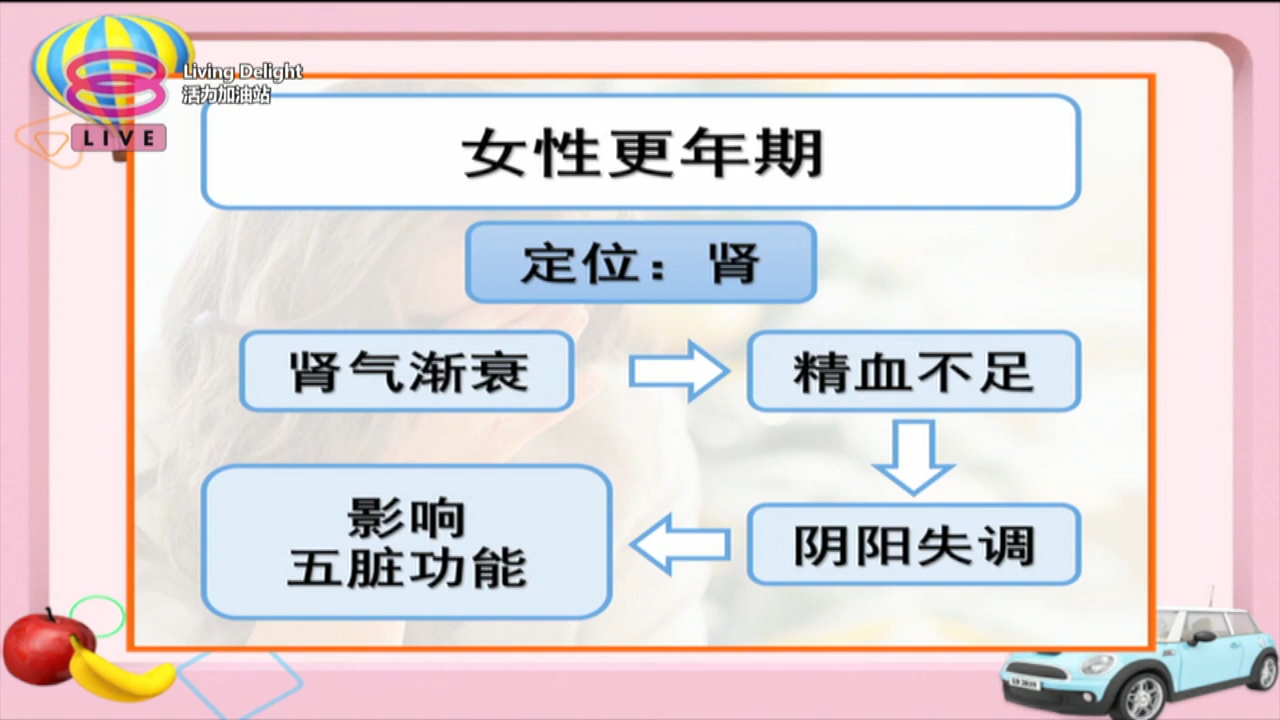 Living Delight
活力加油站
LIVE
女性更年期
定位：肾
肾气渐衰
精血不足
阴阳失调
影响
五脏功能